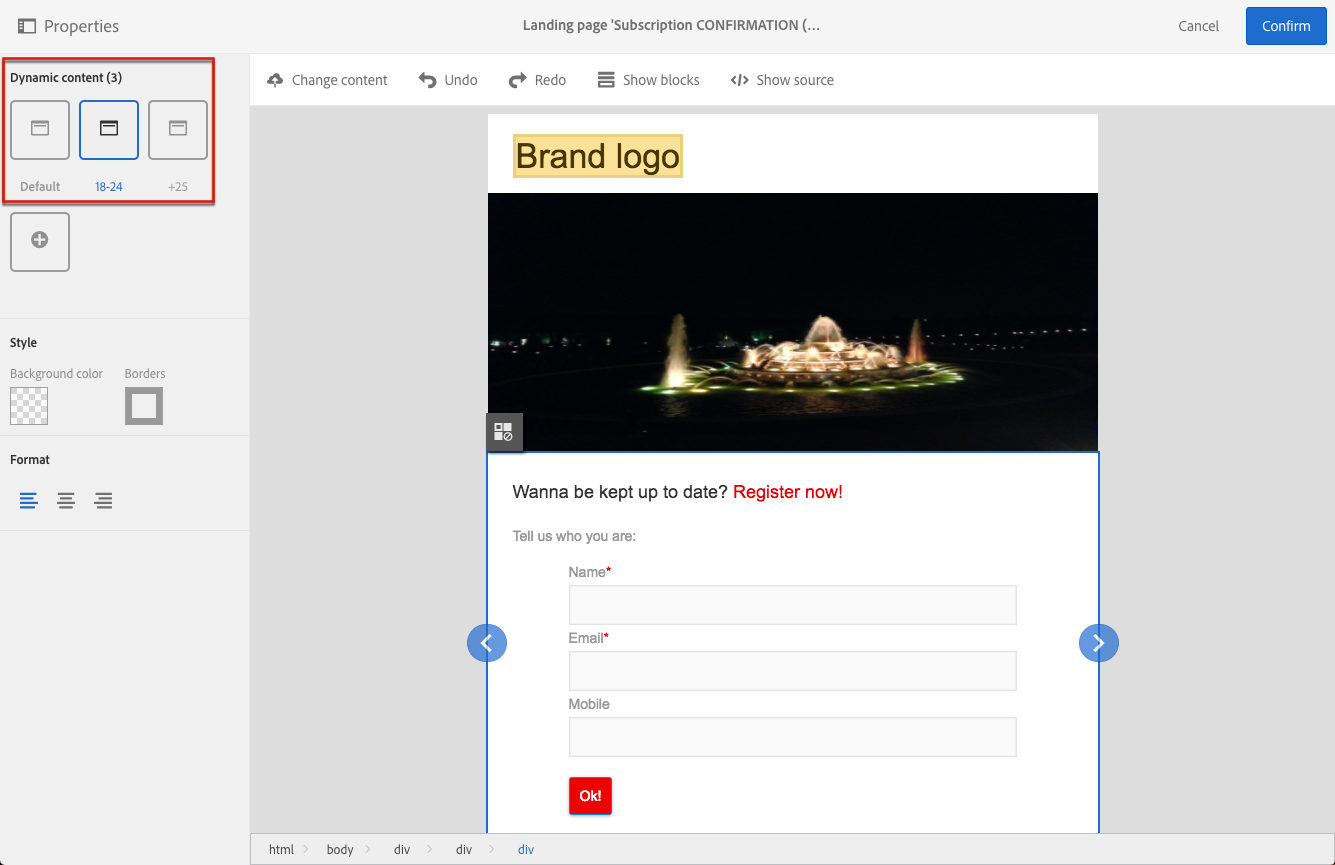 Properties
Landing page 'Subscription CONFIRMATION (...
Cancel
Confirm
Dynamic content (3)
Default
18-24
+25
Change content
Undo
Redo
Show blocks
Show source
Style
Background color
Borders
Format
Brand logo
Wanna be kept up to date? Register now!
Tell us who you are:
Name*
Email*
Mobile
Ok!
html
body
div
div
div